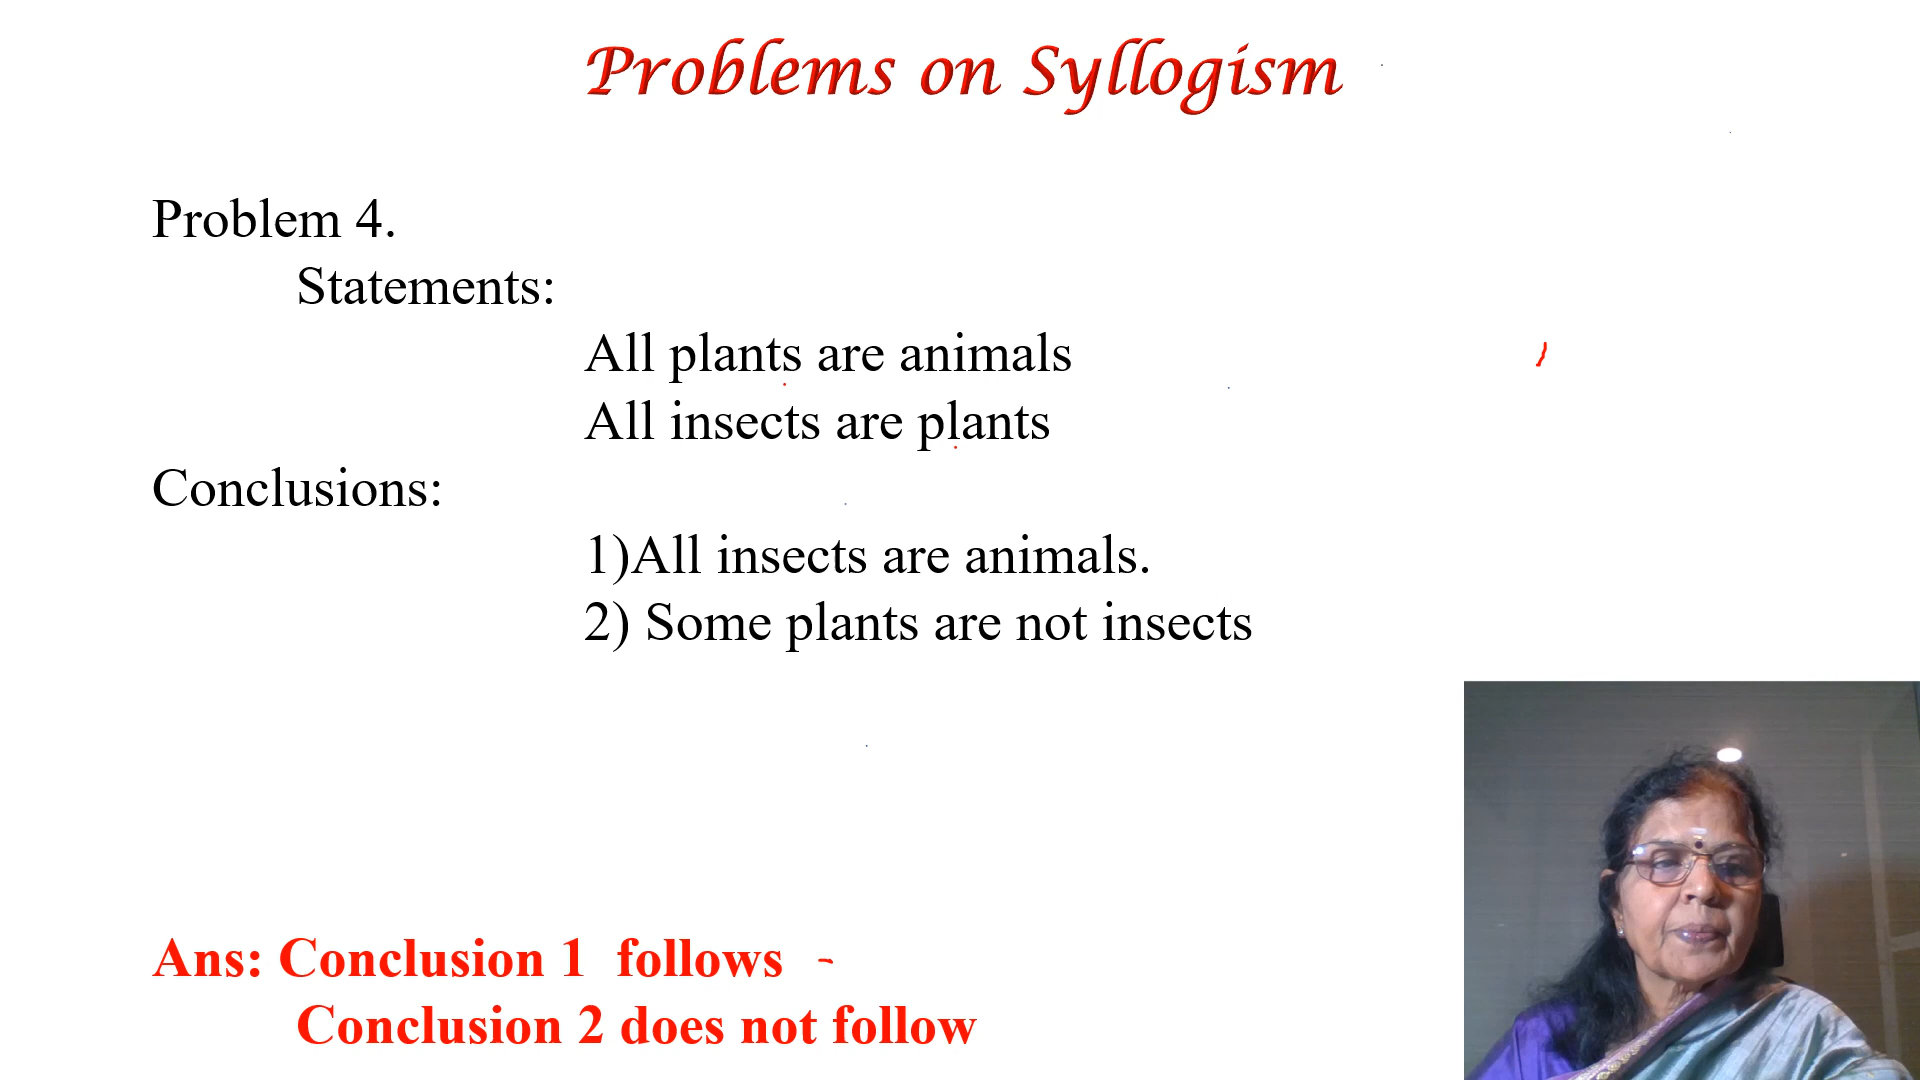 Problems on Syllogism
Problem 4.
Statements:
All plants are animals
All insects are plants
Conclusions:
1)All insects are animals.
2) Some plants are not insects
Ans: Conclusion 1 follows
Conclusion 2 does not follow